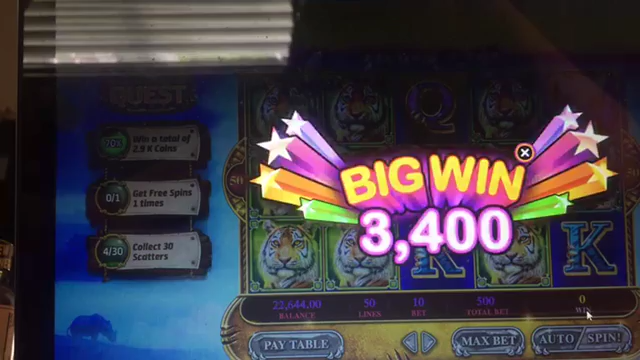 QUEST
Win a total of
2.9 K Coins
0/1
Get Free Spins
1 times
4/30
Collect 30
Scatters
Q
BIG WIN
3,400
K
K
50
22,644.00
50
10
500
0
BALANCE
LINES
BET
TOTAL BET
WIN
PAY TABLE
MAX BET
AUTO / SPIN!